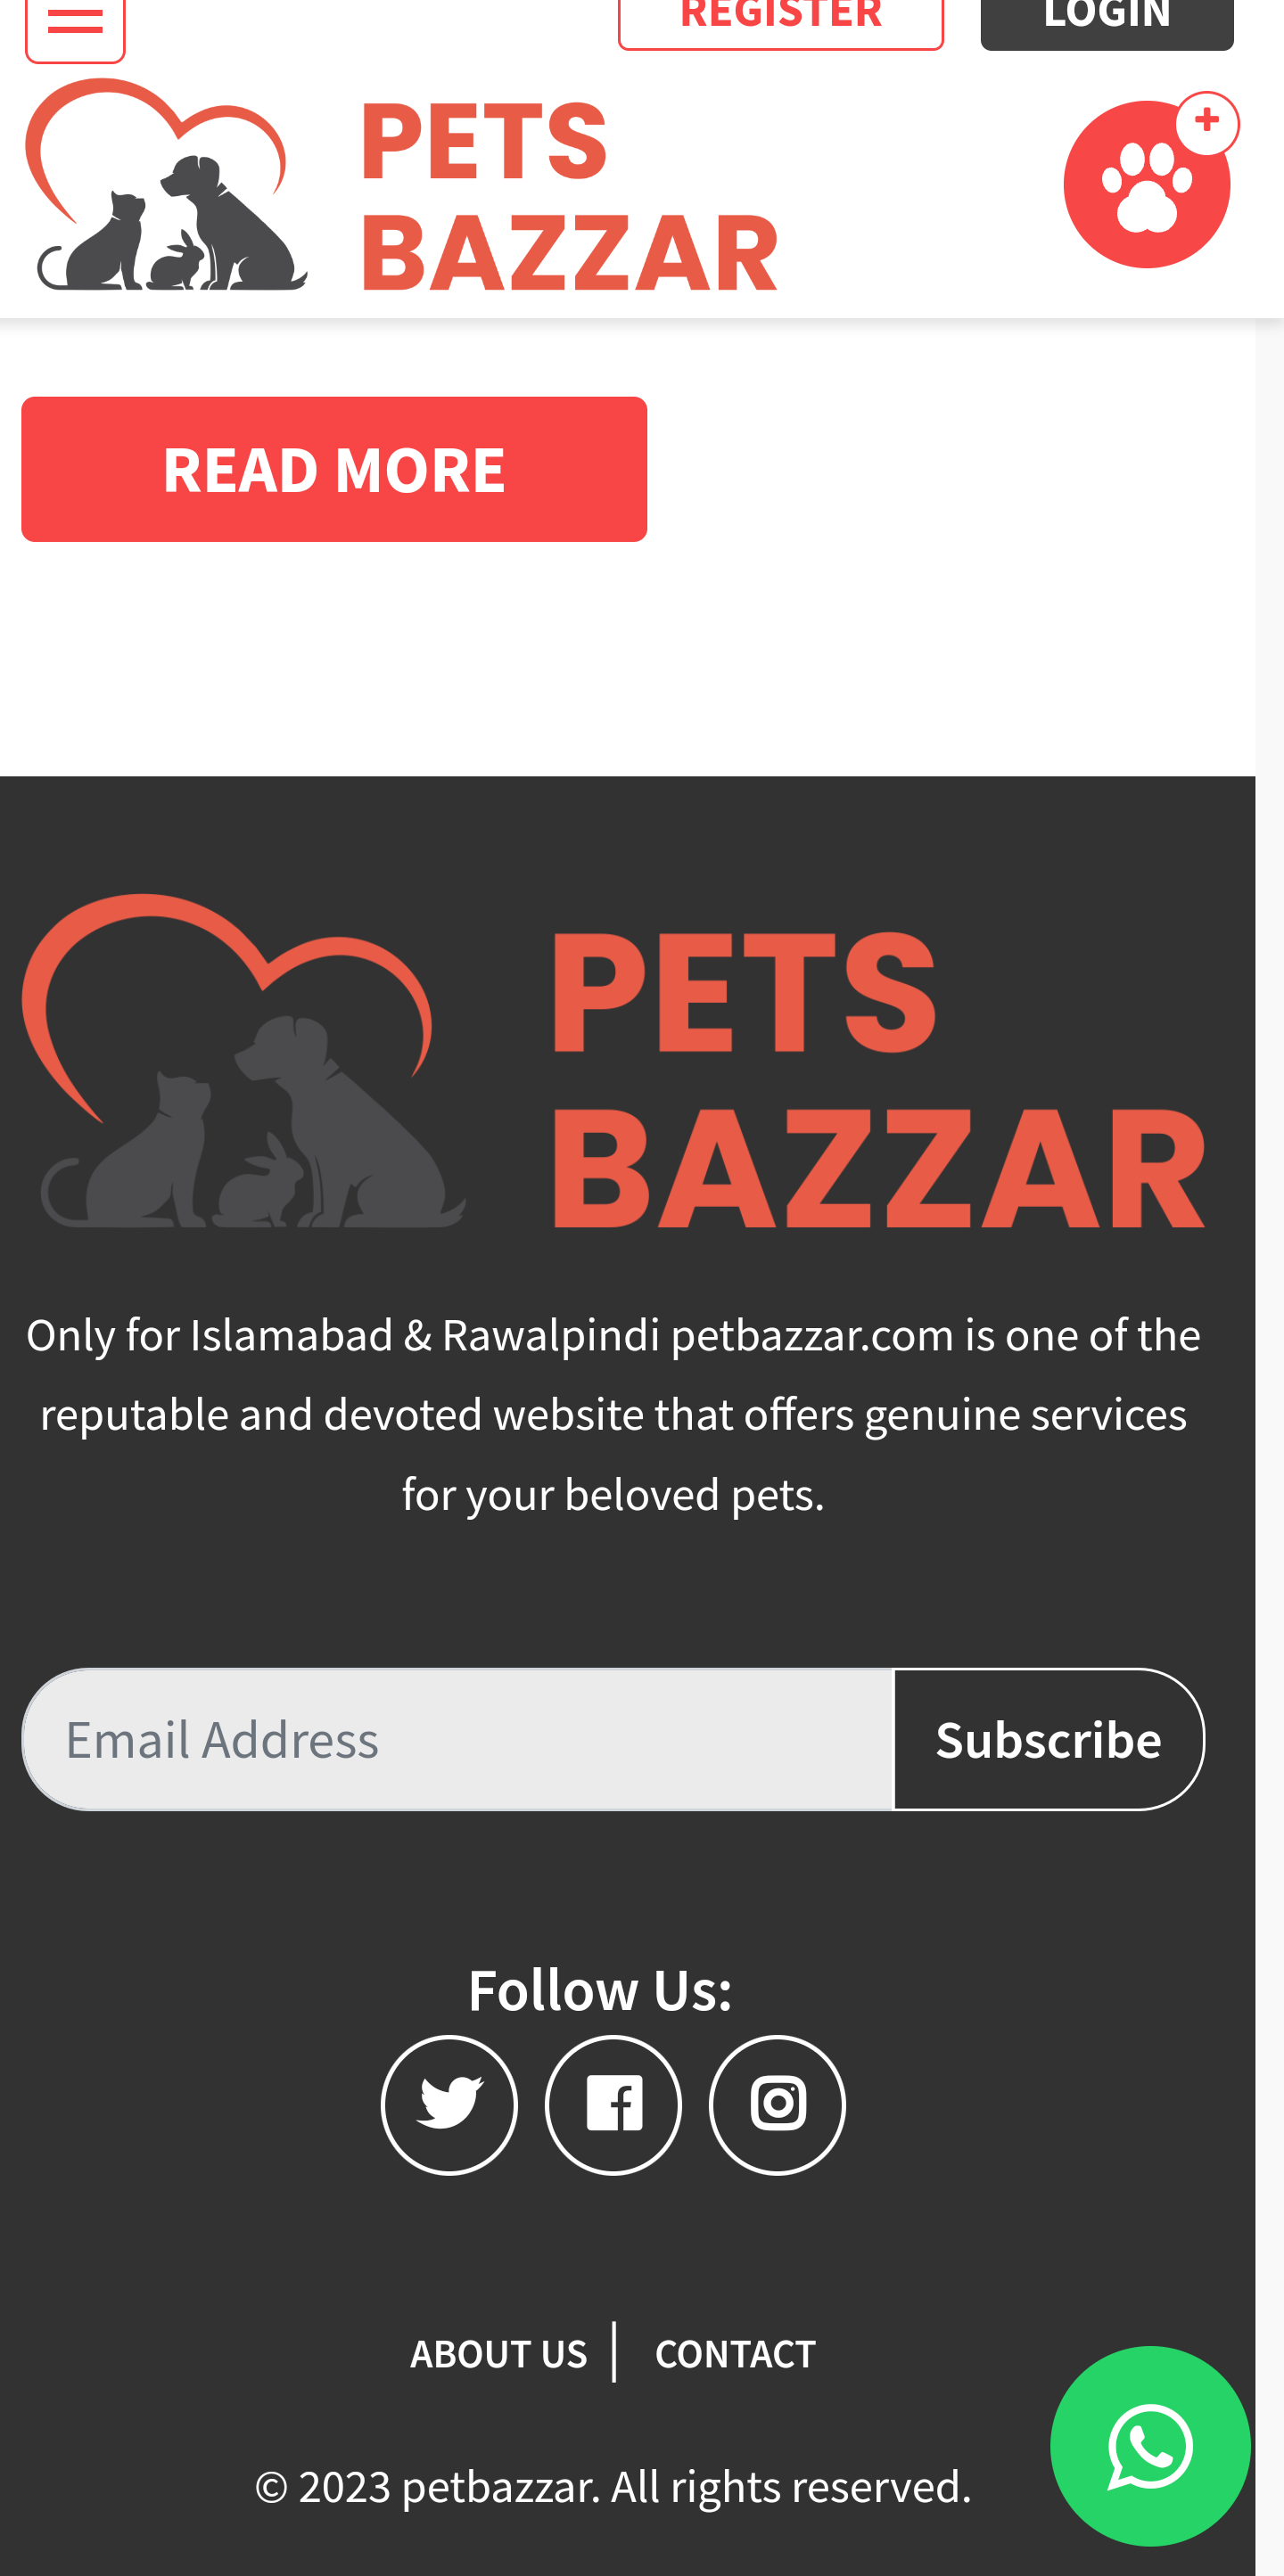 REGISTER
LOGIN
PETS
BAZZAR
READ MORE
PETS
BAZZAR
Only for Islamabad & Rawalpindi petbazzar.com is one of the
reputable and devoted website that offers genuine services
for your beloved pets.
Email Address
Subscribe
Follow Us:
ABOUT US
CONTACT
© 2023 petbazzar. All rights reserved.